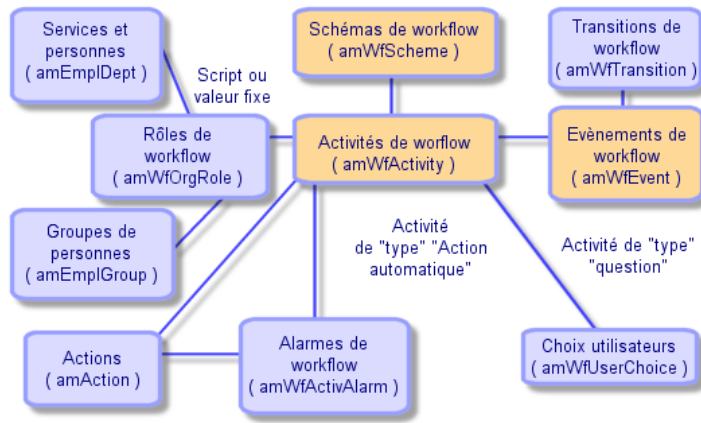 Services et
personnes
( amEmplDept )
Schémas de workflow
( amWfScheme )
Transitions de
workflow
( amWfTransition )
Script ou
valeur fixe
Rôles de
workflow
( amWfOrgRole )
Activités de worflow
( amWfActivity )
Evènements de
workflow
( amWfEvent )
Groupes de
personnes
( amEmplGroup )
Activité
de "type" "Action
automatique"
Activité de "type"
"question"
Actions
( amAction )
Alarmes de
workflow
( amWfActivAlarm )
Choix utilisateurs
( amWfUserChoice )